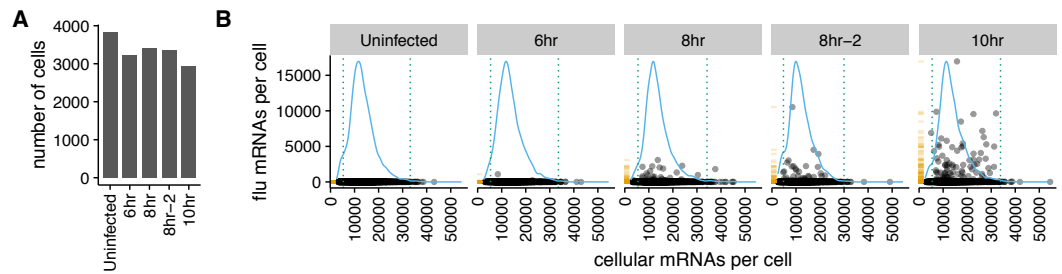 A
number of cells
4000
3000
2000
1000
0
Uninfected
6hr
8hr
8hr−2
10hr
B
flu mRNAs per cell
15000
10000
5000
0
Uninfected
6hr
8hr
8hr−2
10hr
0
10000
20000
30000
40000
50000
0
10000
20000
30000
40000
50000
0
10000
20000
30000
40000
50000
0
10000
20000
30000
40000
50000
0
10000
20000
30000
40000
50000
cellular mRNAs per cell